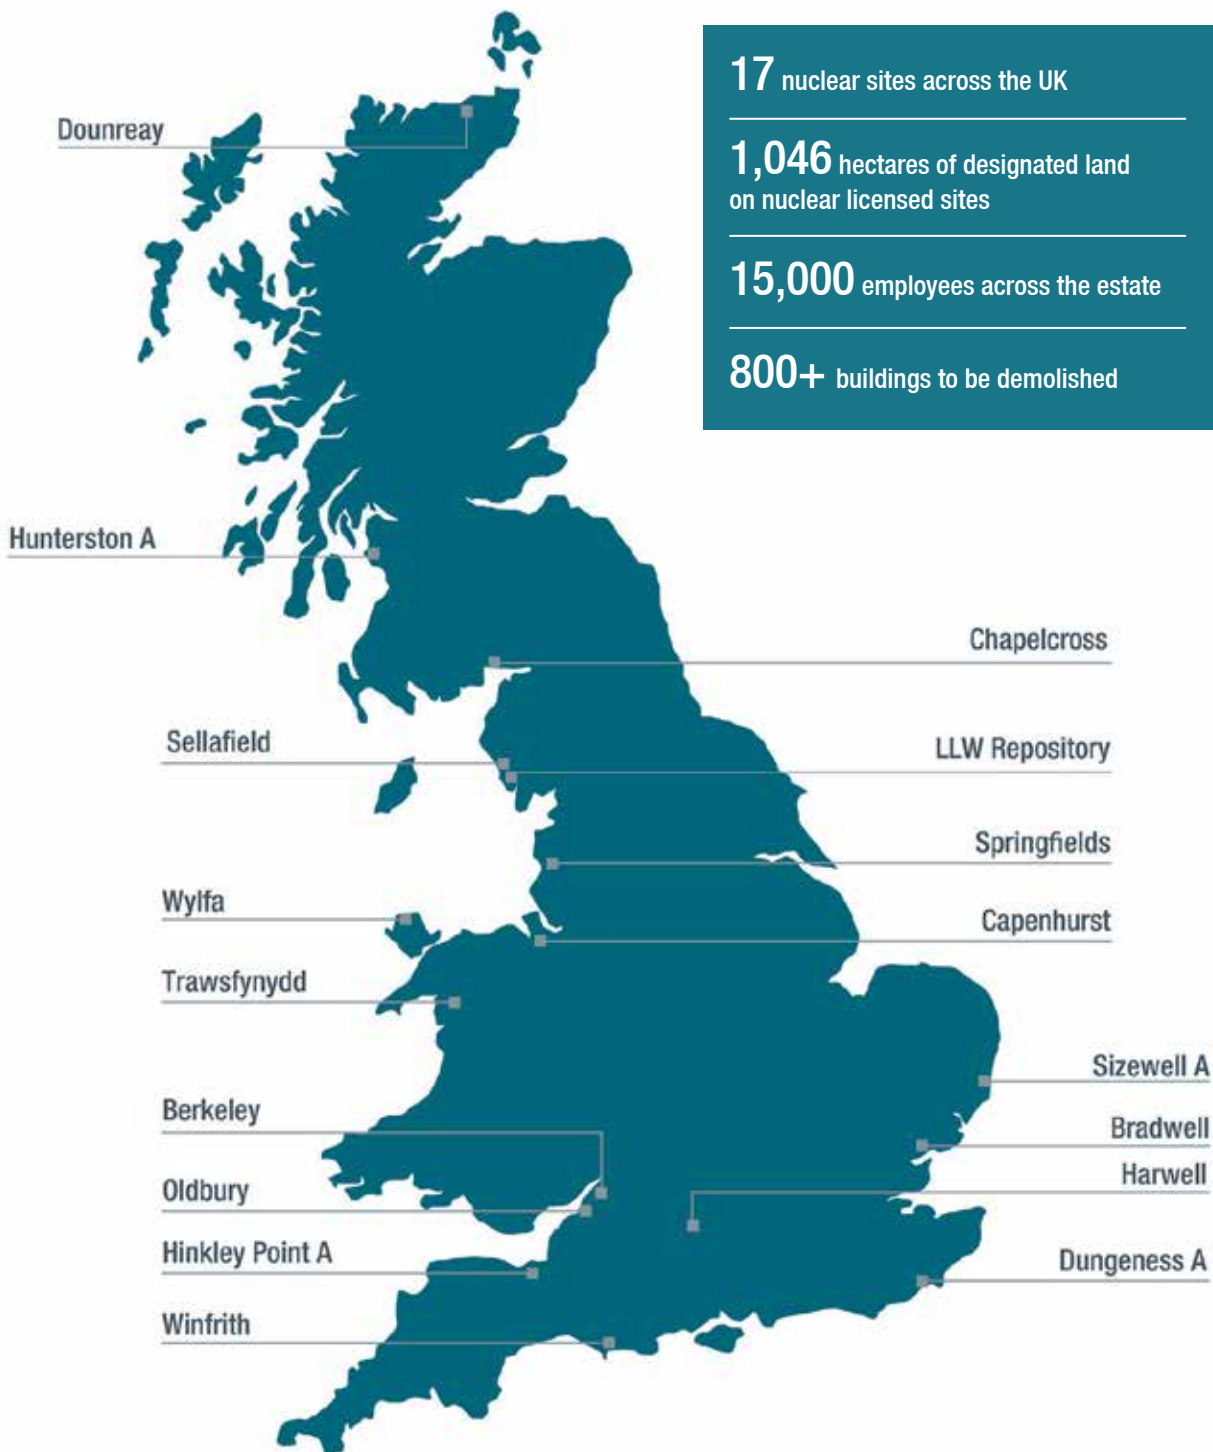 17 nuclear sites across the UK
1,046 hectares of designated land
on nuclear licensed sites
15,000 employees across the estate
800+ buildings to be demolished
Dounreay
Hunterston A
Chapelcross
Sellafield
LLW Repository
Springfields
Wylfa
Capenhurst
Trawsfynydd
Sizewell A
Berkeley
Bradwell
Harwell
Oldbury
Hinkley Point A
Dungeness A
Winfrith